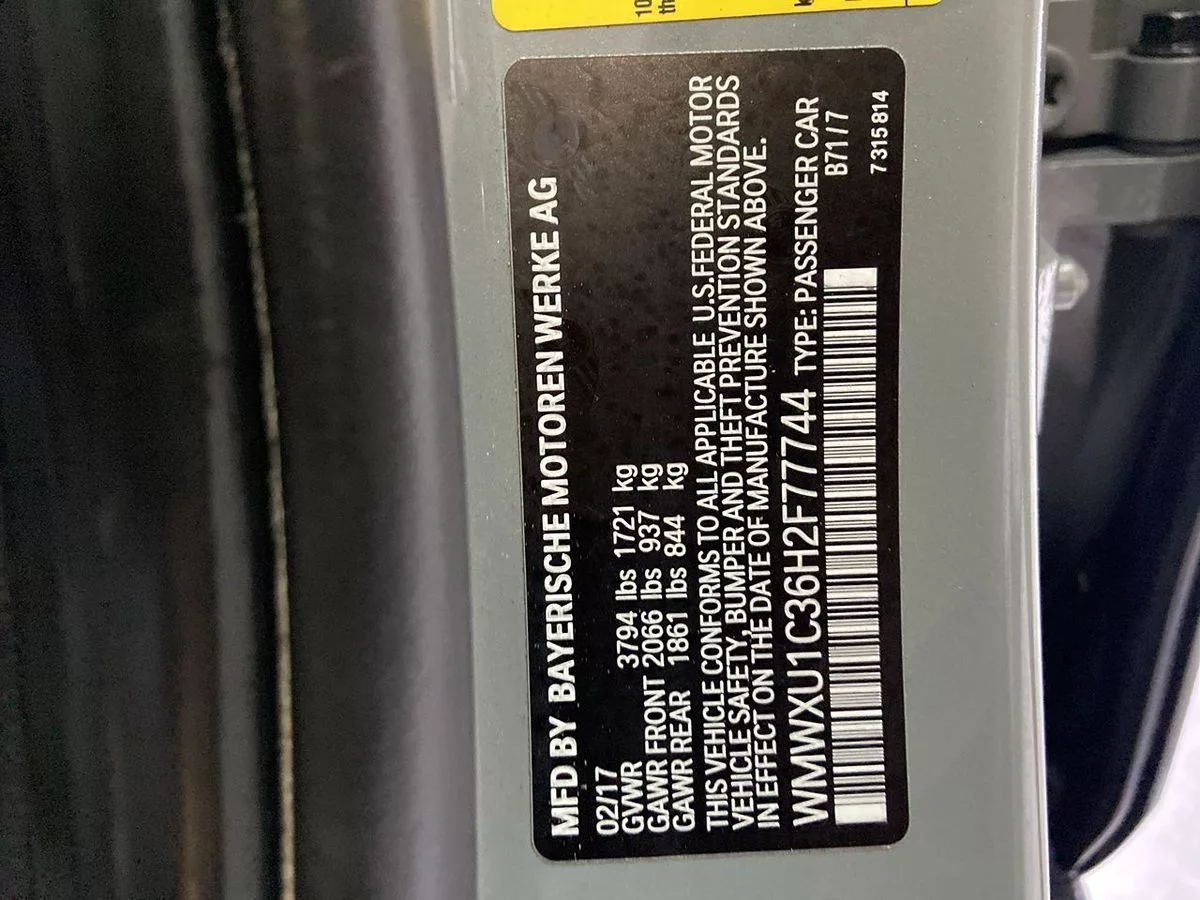 MFD BY BAYERISCHE MOTOREN WERKE AG
02/17
GVWR 3794 lbs 1721 kg
GAWR FRONT 2066 lbs 937 kg
GAWR REAR 1861 lbs 844 kg
THIS VEHICLE CONFORMS TO ALL APPLICABLE U.S.FEDERAL MOTOR
VEHICLE SAFETY, BUMPER AND THEFT PREVENTION STANDARDS
IN EFFECT ON THE DATE OF MANUFACTURE SHOWN ABOVE.
WMWXU1C36H2F77744 TYPE: PASSENGER CAR
B71/7
7 315 814